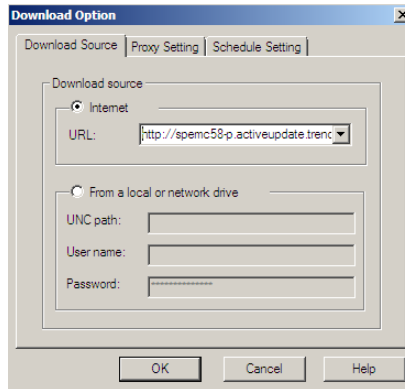 Download Option
Download Source
Proxy Setting
Schedule Setting
Download source
Internet
URL:
http://spemc58-p.activeupdate.trenc
From a local or network drive
UNC path:
User name:
Password:
**************
OK
Cancel
Help